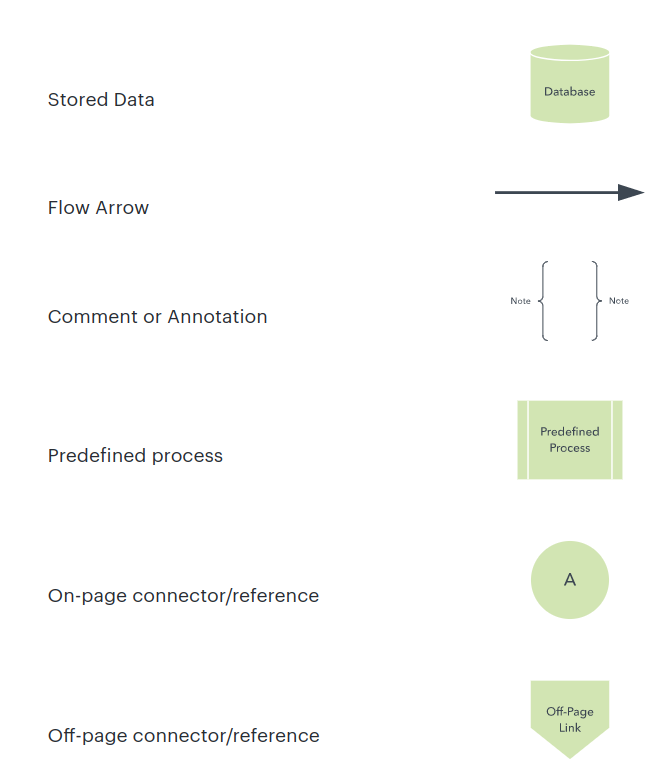 Stored Data
Database
Flow Arrow
Comment or Annotation
Note
Note
Predefined process
Predefined
Process
On-page connector/reference
A
Off-page connector/reference
Off-Page
Link